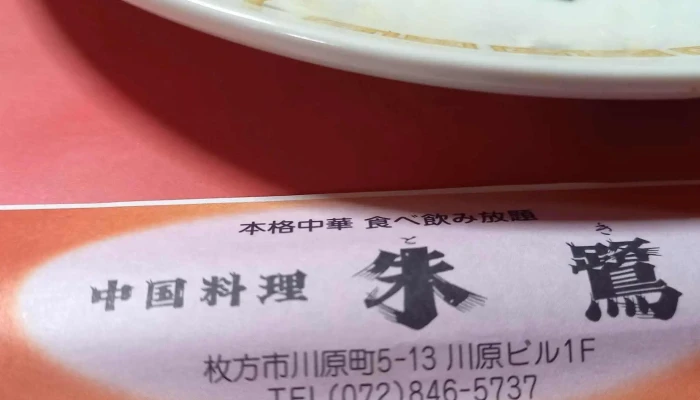 本格中華 食べ飲み放題
と き
中国料理 朱鷺
枚方市川原町5-13 川原ビル1F
TEL(072)846-5737